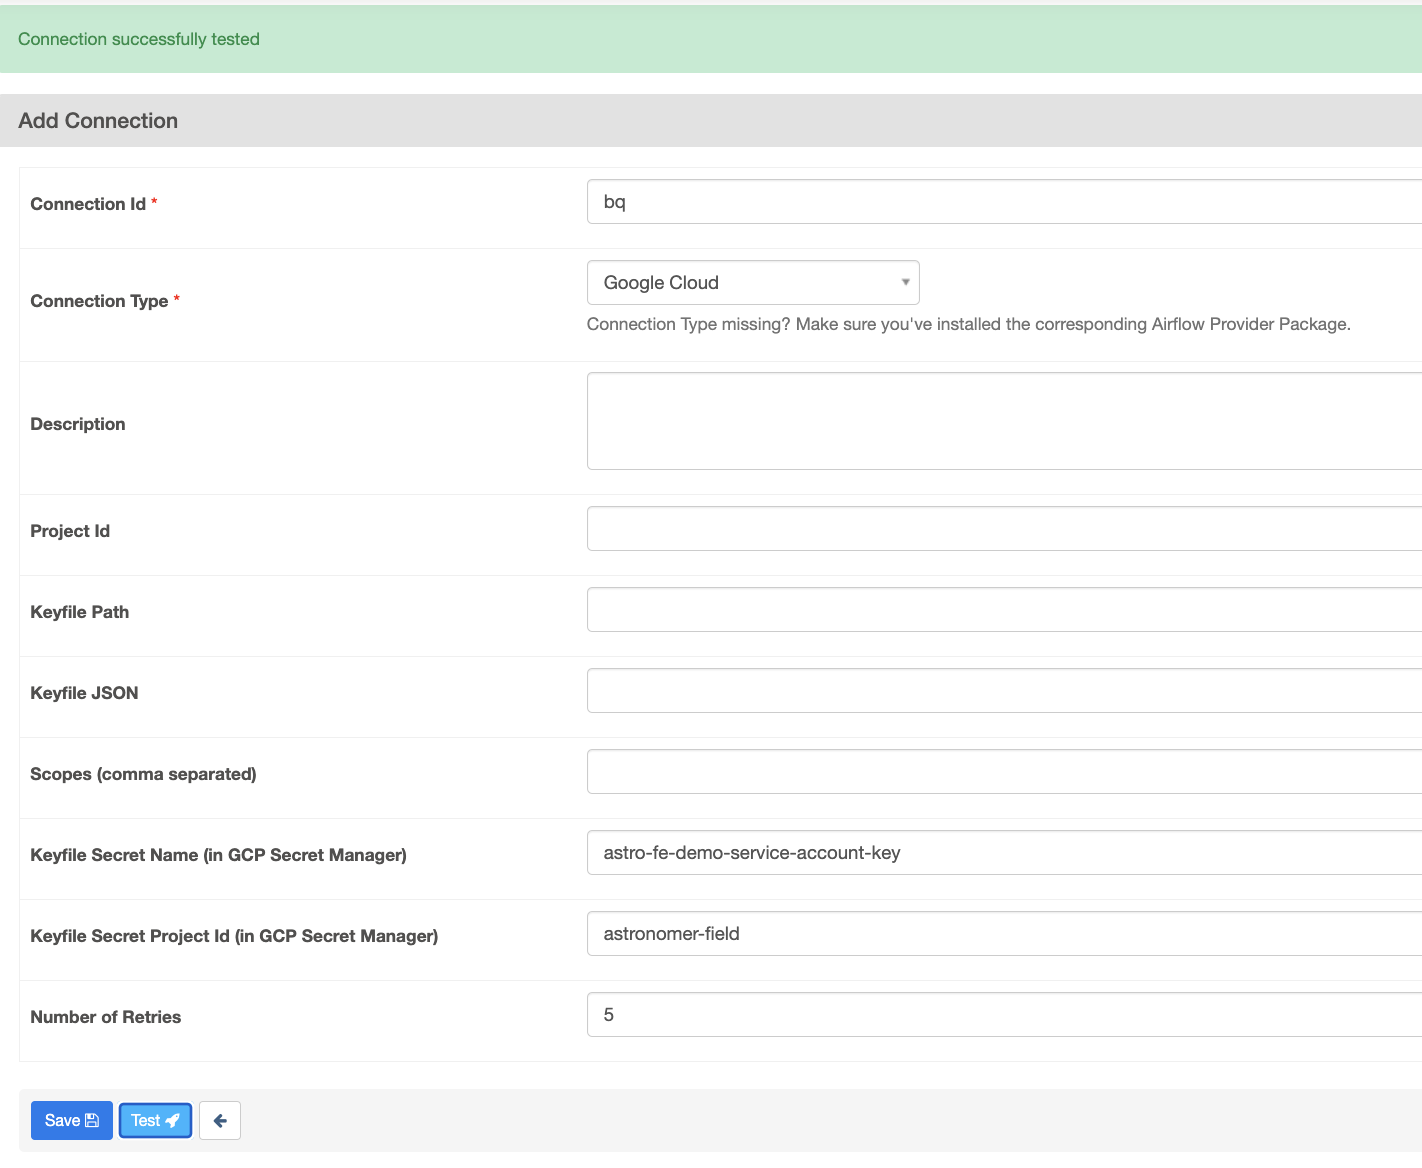 Connection successfully tested
Add Connection
Connection Id *
bq
Connection Type *
Google Cloud
Connection Type missing? Make sure you've installed the corresponding Airflow Provider Package.
Description
Project Id
Keyfile Path
Keyfile JSON
Scopes (comma separated)
Keyfile Secret Name (in GCP Secret Manager)
astro-fe-demo-service-account-key
Keyfile Secret Project Id (in GCP Secret Manager)
astronomer-field
Number of Retries
5
Save
Test